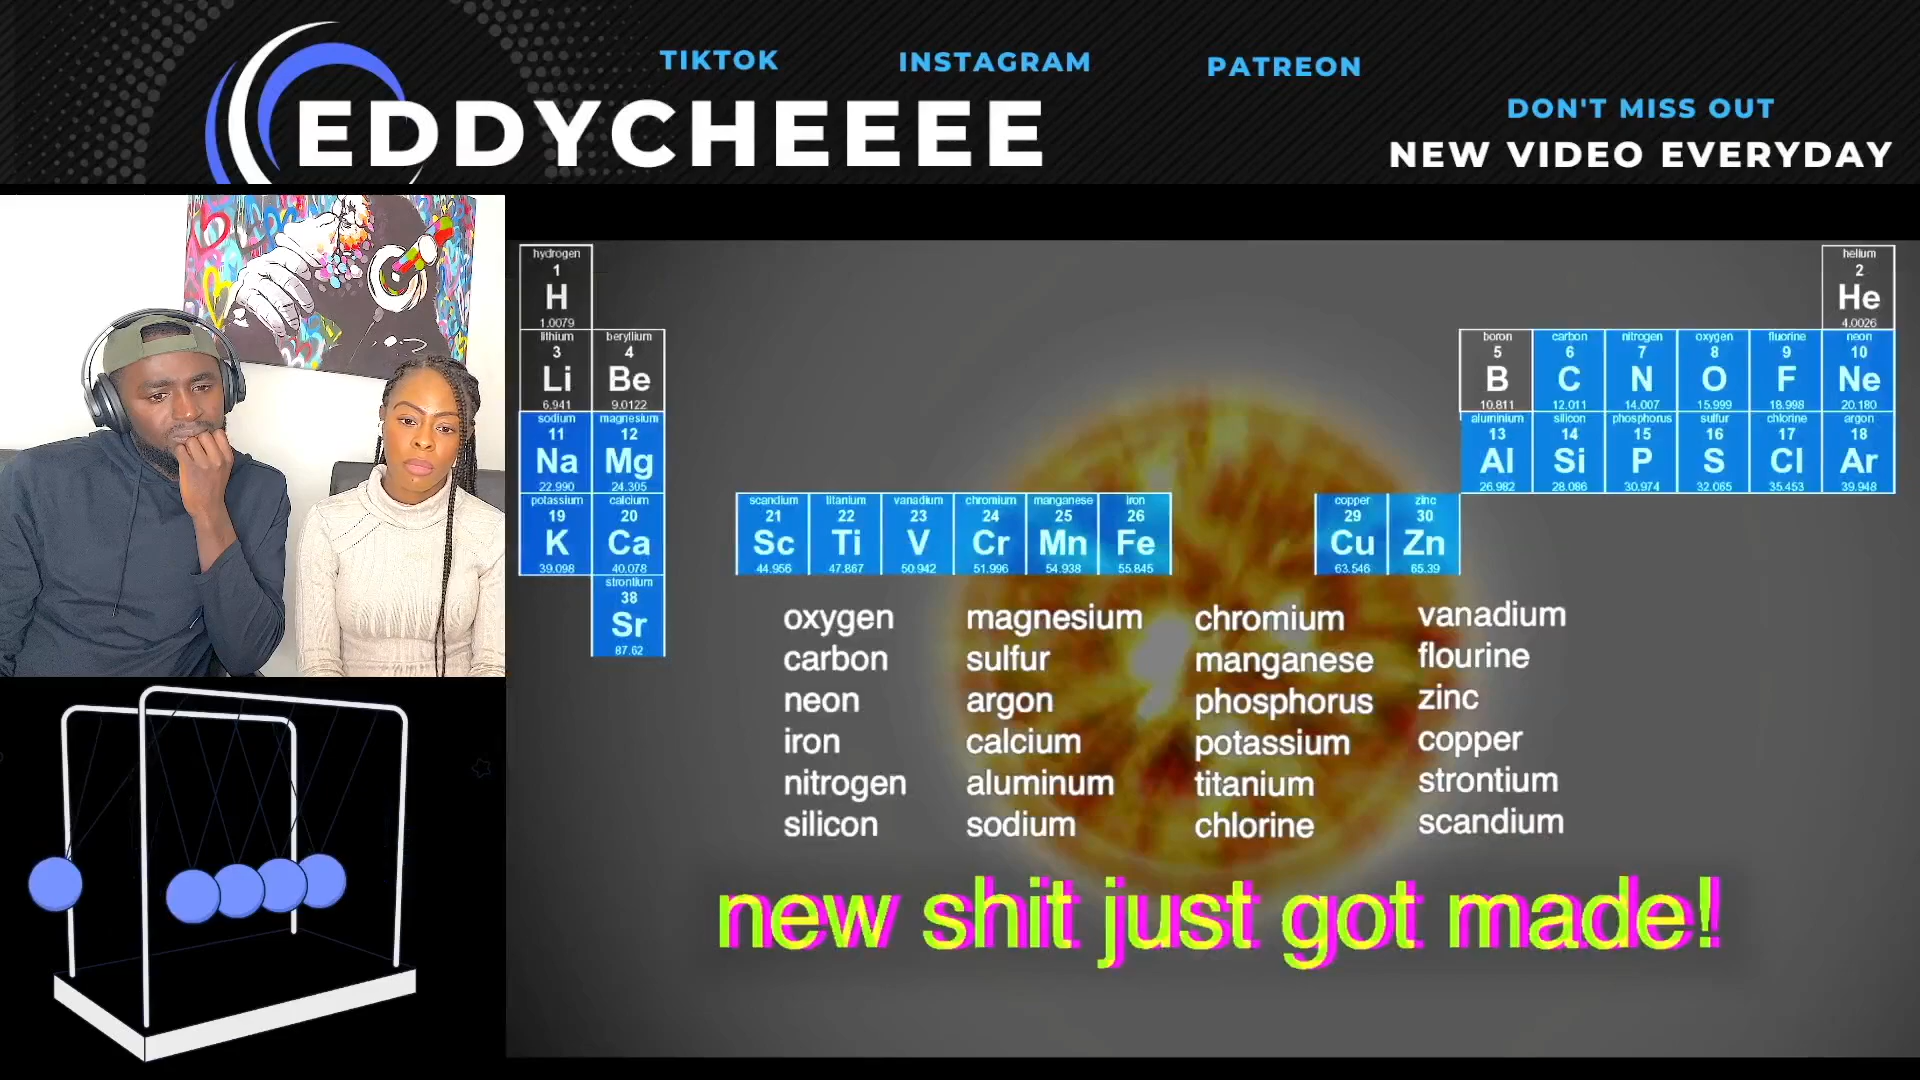 TIKTOK INSTAGRAM PATREON
DON'T MISS OUT
EDDYCHEEEE
NEW VIDEO EVERYDAY
hydrogen helium
1 2
H He
1.0079 4.0026
lithium beryllium boron carbon nitrogen oxygen fluorine neon
3 4 5 6 7 8 9 10
Li Be B C N O F Ne
6.941 9.0122 10.811 12.011 14.007 15.999 18.998 20.180
sodium magnesium aluminium silicon phosphorus sulfur chlorine argon
11 12 13 14 15 16 17 18
Na Mg Al Si P S Cl Ar
22.990 24.305 26.982 28.086 30.974 32.065 35.453 39.948
potassium calcium scandium titanium vanadium chromium manganese iron copper zinc
19 20 21 22 23 24 25 26 29 30
K Ca Sc Ti V Cr Mn Fe Cu Zn
39.098 40.078 44.956 47.867 50.942 51.996 54.938 55.845 63.546 65.39
strontium
38
Sr
87.62
oxygen magnesium chromium vanadium
carbon sulfur manganese flourine
neon argon phosphorus zinc
iron calcium potassium copper
nitrogen aluminum titanium strontium
silicon sodium chlorine scandium
new shit just got made!